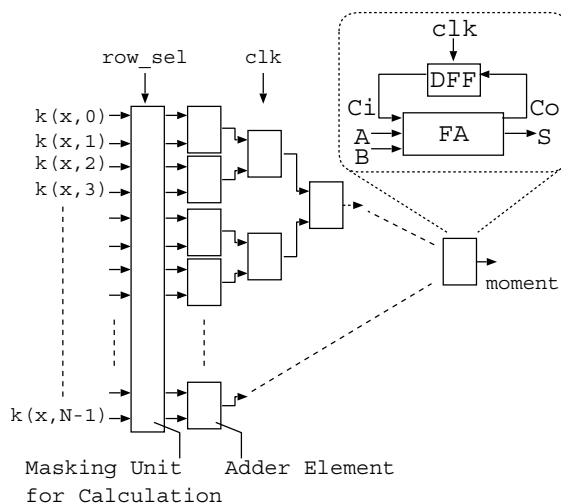 row_sel
clk
clk
DFF
Ci
Co
A
B
FA
S
k(x,0)
k(x,1)
k(x,2)
k(x,3)
k(x,N-1)
moment
Masking Unit
for Calculation
Adder Element